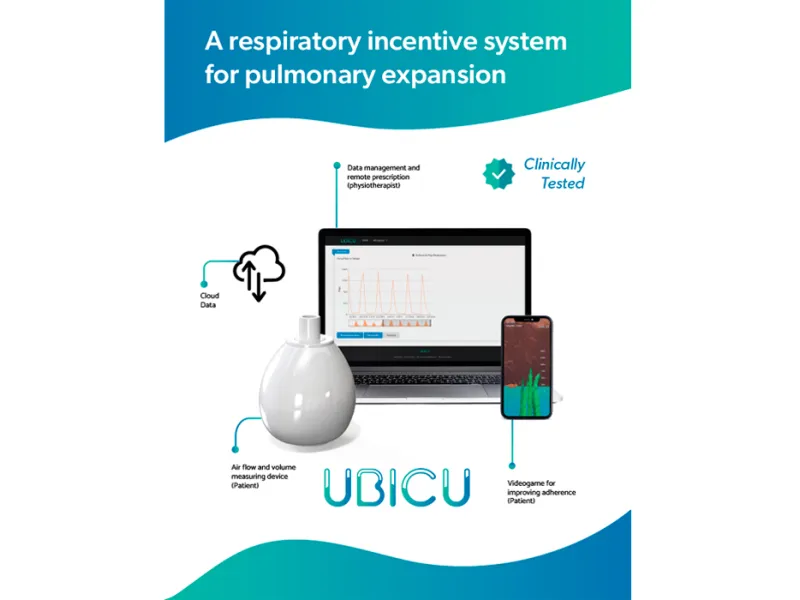 A respiratory incentive system
for pulmonary expansion
Data management and
remote prescription
(physiotherapist)
Clinically
Tested
Cloud
Data
UBICU
Air flow and volume
measuring device
(Patient)
UBICU
Videogame for
improving adherence
(Patient)